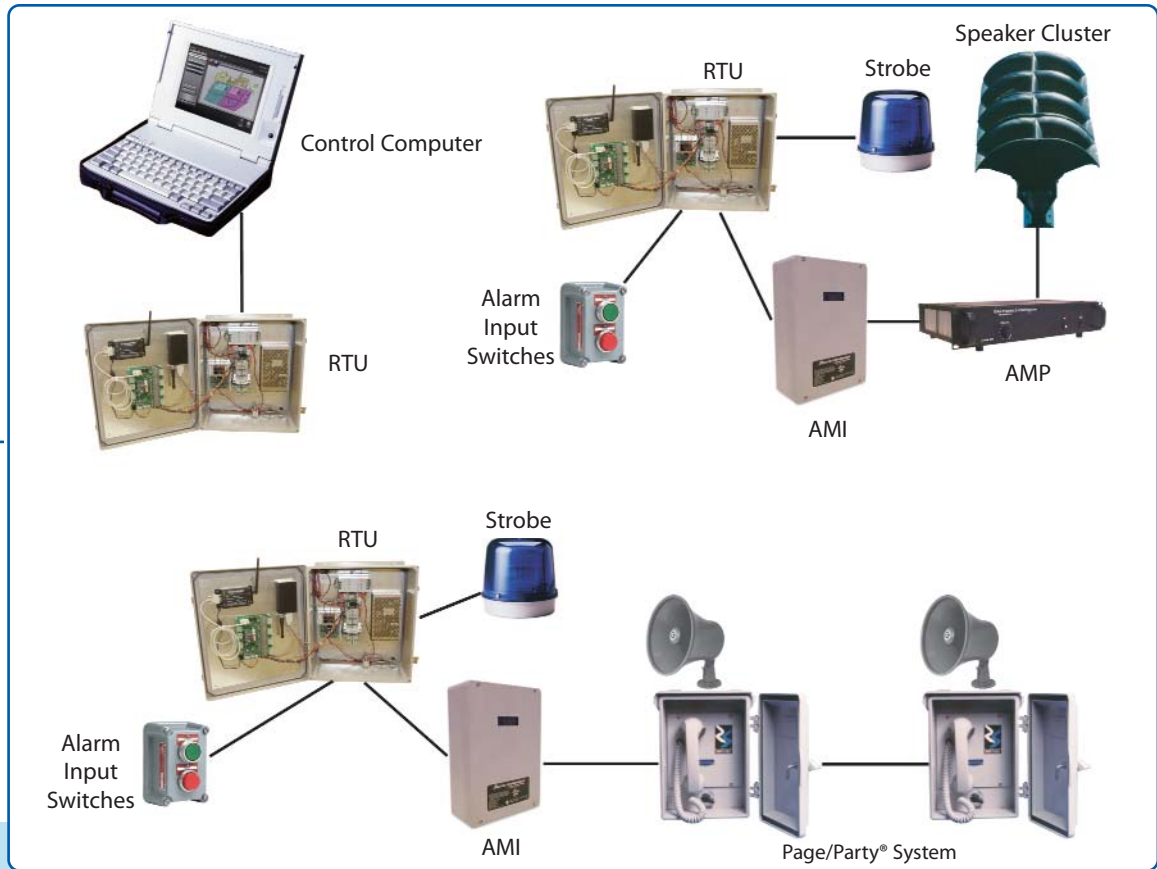 Speaker Cluster
RTU
Strobe
Control Computer
Alarm
Input
Switches
RTU
AMP
AMI
RTU
Strobe
Alarm
Input
Switches
AMI
Page/Party® System